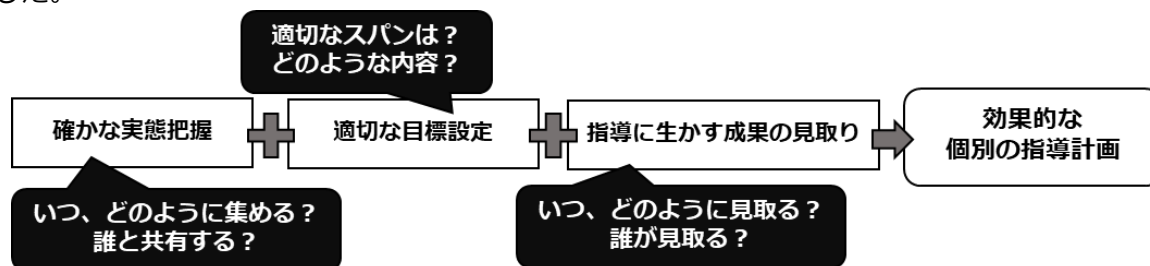 した。
適切なスパンは？
どのような内容？
確かな実態把握
適切な目標設定
指導に生かす成果の見取り
効果的な
個別の指導計画
いつ、どのように集める？
誰と共有する？
いつ、どのように見取る？
誰が見取る？